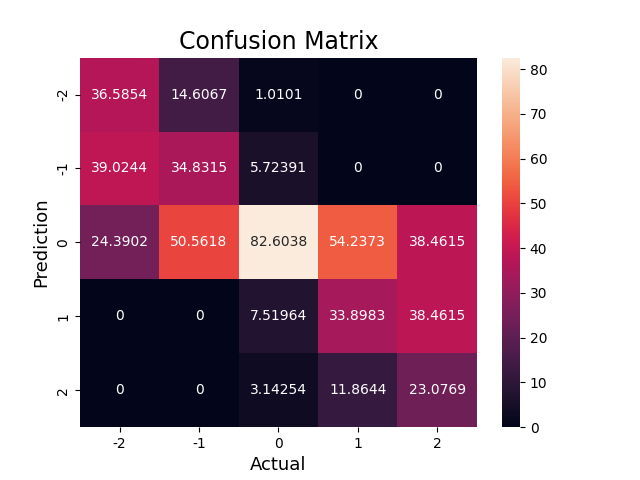 Confusion Matrix
-2 36.5854 14.6067 1.0101 0 0
-1 39.0244 34.8315 5.72391 0 0
0 24.3902 50.5618 82.6038 54.2373 38.4615
1 0 0 7.51964 33.8983 38.4615
2 0 0 3.14254 11.8644 23.0769
-2 -1 0 1 2
Prediction
Actual
80
70
60
50
40
30
20
10
0